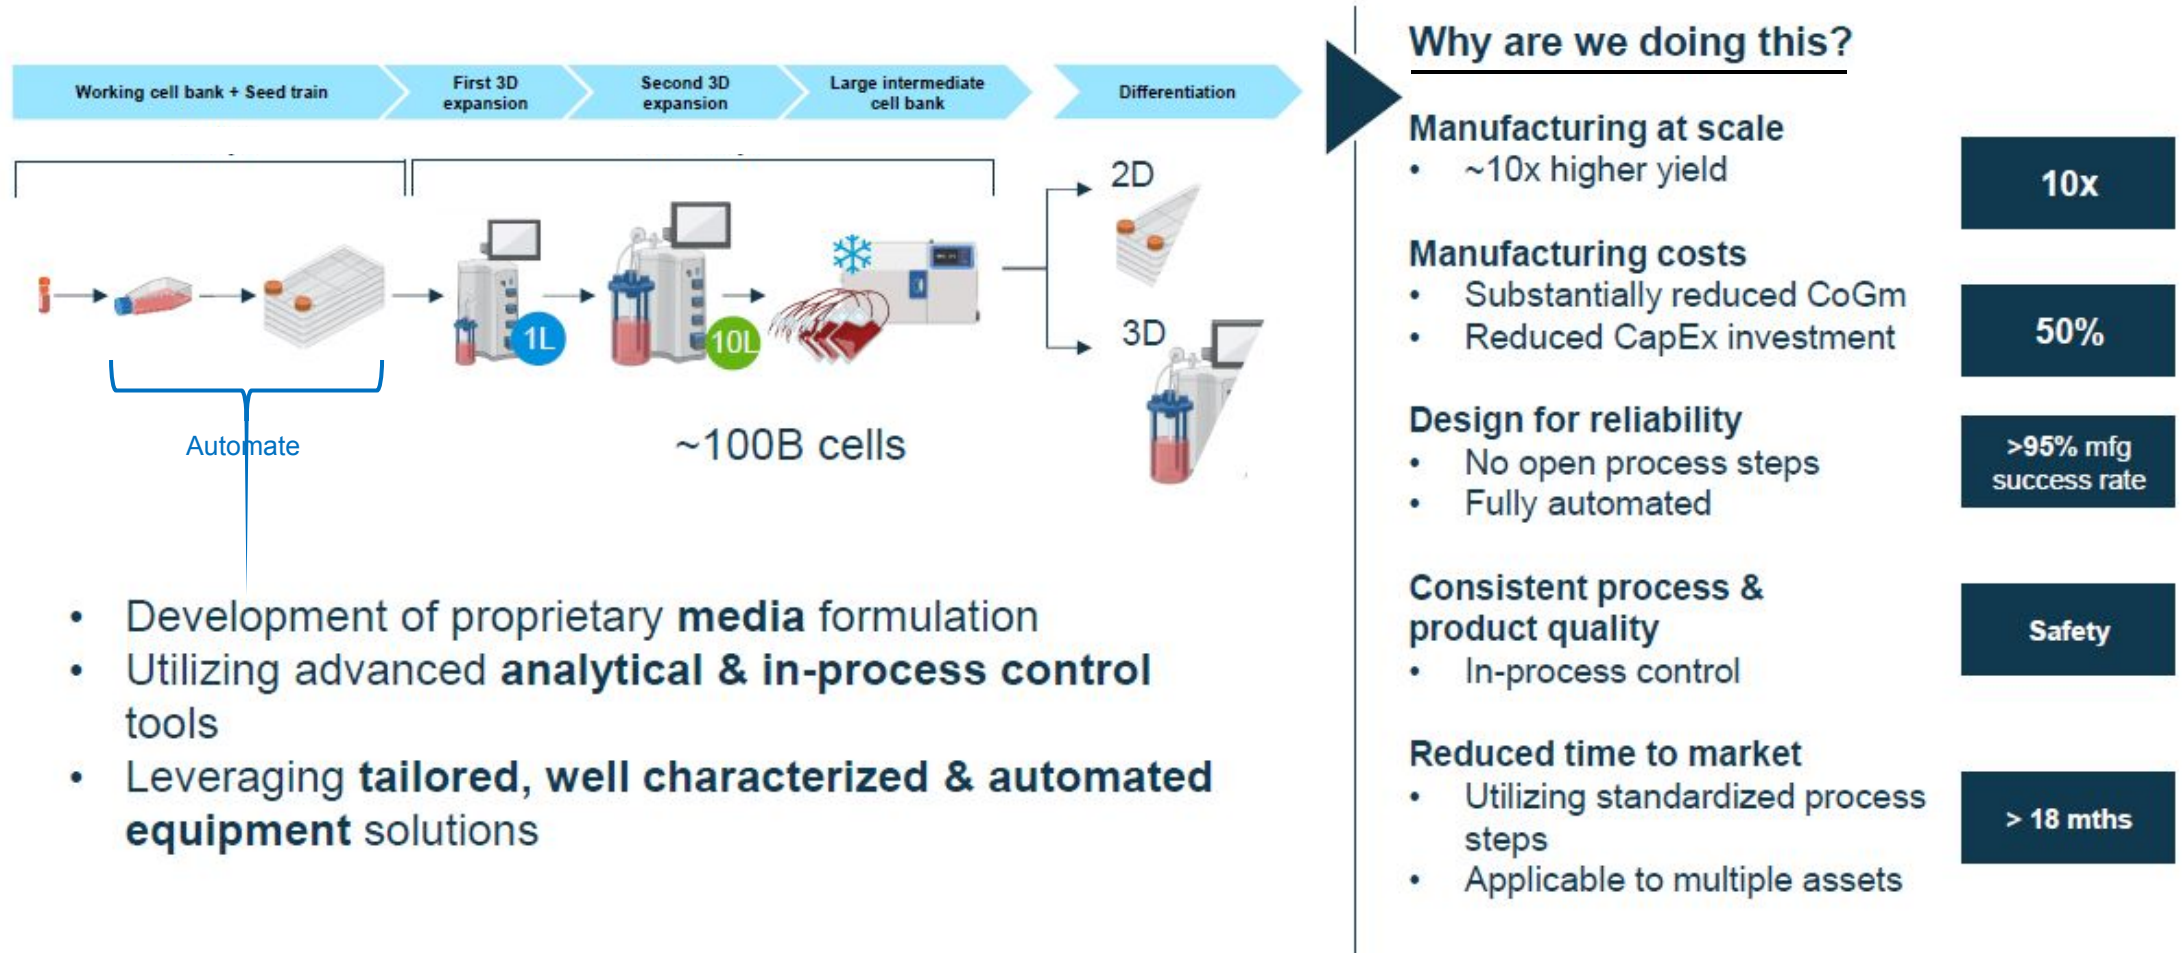 Working cell bank + Seed train
First 3D
expansion
Second 3D
expansion
Large intermediate
cell bank
Differentiation
2D
3D
1L
10L
Automate
~100B cells
• Development of proprietary media formulation
• Utilizing advanced analytical & in-process control
tools
• Leveraging tailored, well characterized & automated
equipment solutions
Why are we doing this?
Manufacturing at scale
• ~10x higher yield
10x
Manufacturing costs
• Substantially reduced CoGm
• Reduced CapEx investment
50%
Design for reliability
• No open process steps
• Fully automated
>95% mfg
success rate
Consistent process &
product quality
• In-process control
Safety
Reduced time to market
• Utilizing standardized process
steps
• Applicable to multiple assets
> 18 mths